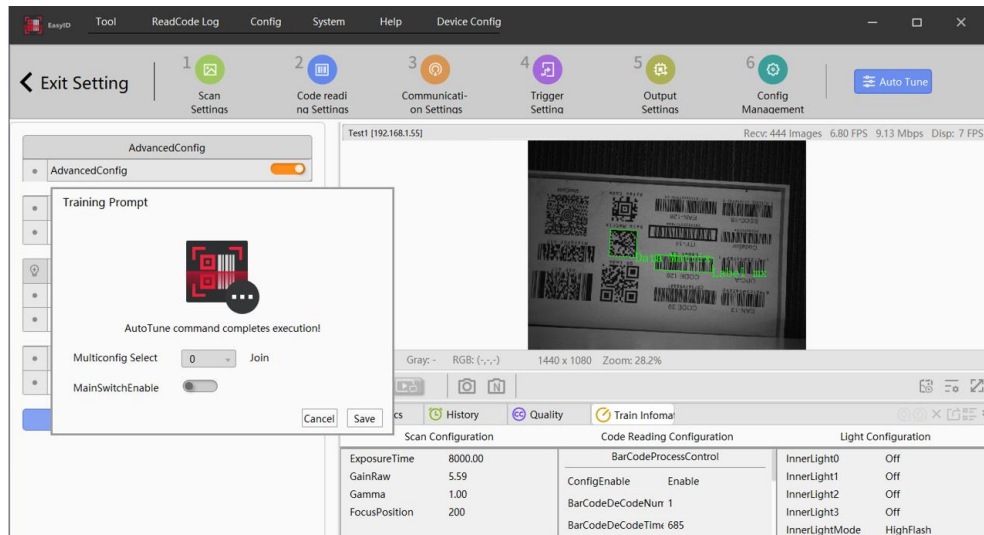 EasyID Tool ReadCode Log Config System Help Device Config
Exit Setting
1 Scan Settings
2 Code readi ng Settings
3 Communicati- on Settings
4 Trigger Setting
5 Output Settings
6 Config Management
Auto Tune
AdvancedConfig
AdvancedConfig
Training Prompt
AutoTune command completes execution!
Multiconfig Select 0 Join
MainSwitchEnable
Cancel Save
Test1 [192.168.1.55] Recv: 444 Images 6.80 FPS 9.13 Mbps Disp: 7 FPS
Data Matrix
Label mx
Gray: - RGB: (-,-,-) 1440 x 1080 Zoom: 28.2%
cs History Quality Train Infomat
Scan Configuration Code Reading Configuration Light Configuration
ExposureTime 8000.00
GainRaw 5.59
Gamma 1.00
FocusPosition 200
BarCodeProcessControl
ConfigEnable Enable
BarCodeDeCodeNum 1
BarCodeDeCodeTime 685
InnerLight0 Off
InnerLight1 Off
InnerLight2 Off
InnerLight3 Off
InnerLightMode HighFlash